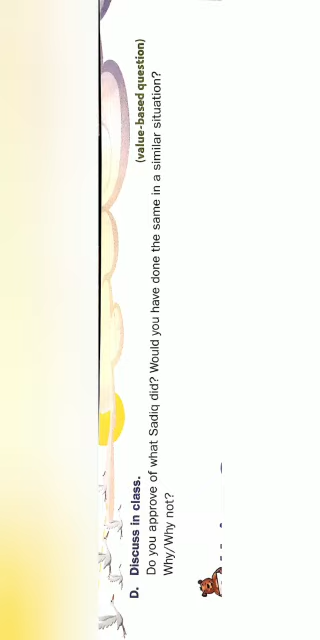 (value-based question)
D. Discuss in class.
Do you approve of what Sadiq did? Would you have done the same in a similar situation?
Why/Why not?